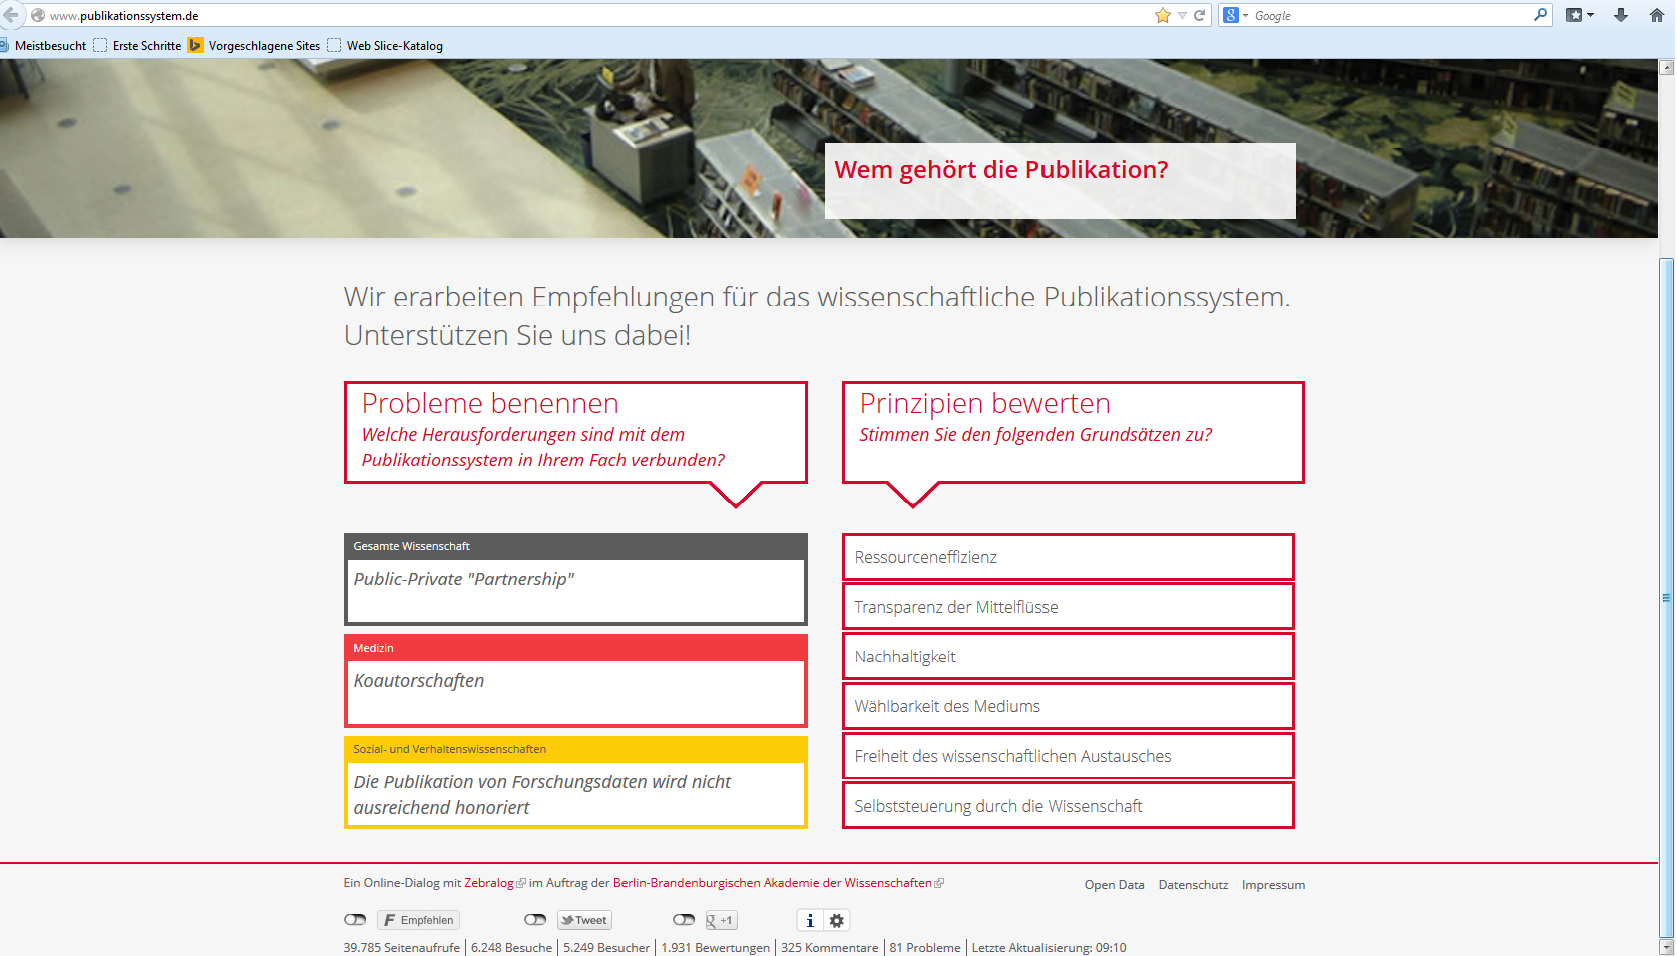 www.publikationssystem.de
Google
Meistbesucht Erste Schritte Vorgeschlagene Sites Web Slice-Katalog
Wem gehört die Publikation?
Wir erarbeiten Empfehlungen für das wissenschaftliche Publikationssystem.
Unterstützen Sie uns dabei!
Probleme benennen
Welche Herausforderungen sind mit dem
Publikationssystem in Ihrem Fach verbunden?
Prinzipien bewerten
Stimmen Sie den folgenden Grundsätzen zu?
Gesamte Wissenschaft
Public-Private "Partnership"
Medizin
Koautorschaften
Sozial- und Verhaltenswissenschaften
Die Publikation von Forschungsdaten wird nicht
ausreichend honoriert
Ressourceneffizienz
Transparenz der Mittelflüsse
Nachhaltigkeit
Wählbarkeit des Mediums
Freiheit des wissenschaftlichen Austausches
Selbststeuerung durch die Wissenschaft
Ein Online-Dialog mit Zebralog im Auftrag der Berlin-Brandenburgischen Akademie der Wissenschaften
Open Data Datenschutz Impressum
F Empfehlen Tweet g +1 i
39.785 Seitenaufrufe | 6.248 Besuche | 5.249 Besucher | 1.931 Bewertungen | 325 Kommentare | 81 Probleme | Letzte Aktualisierung: 09:10